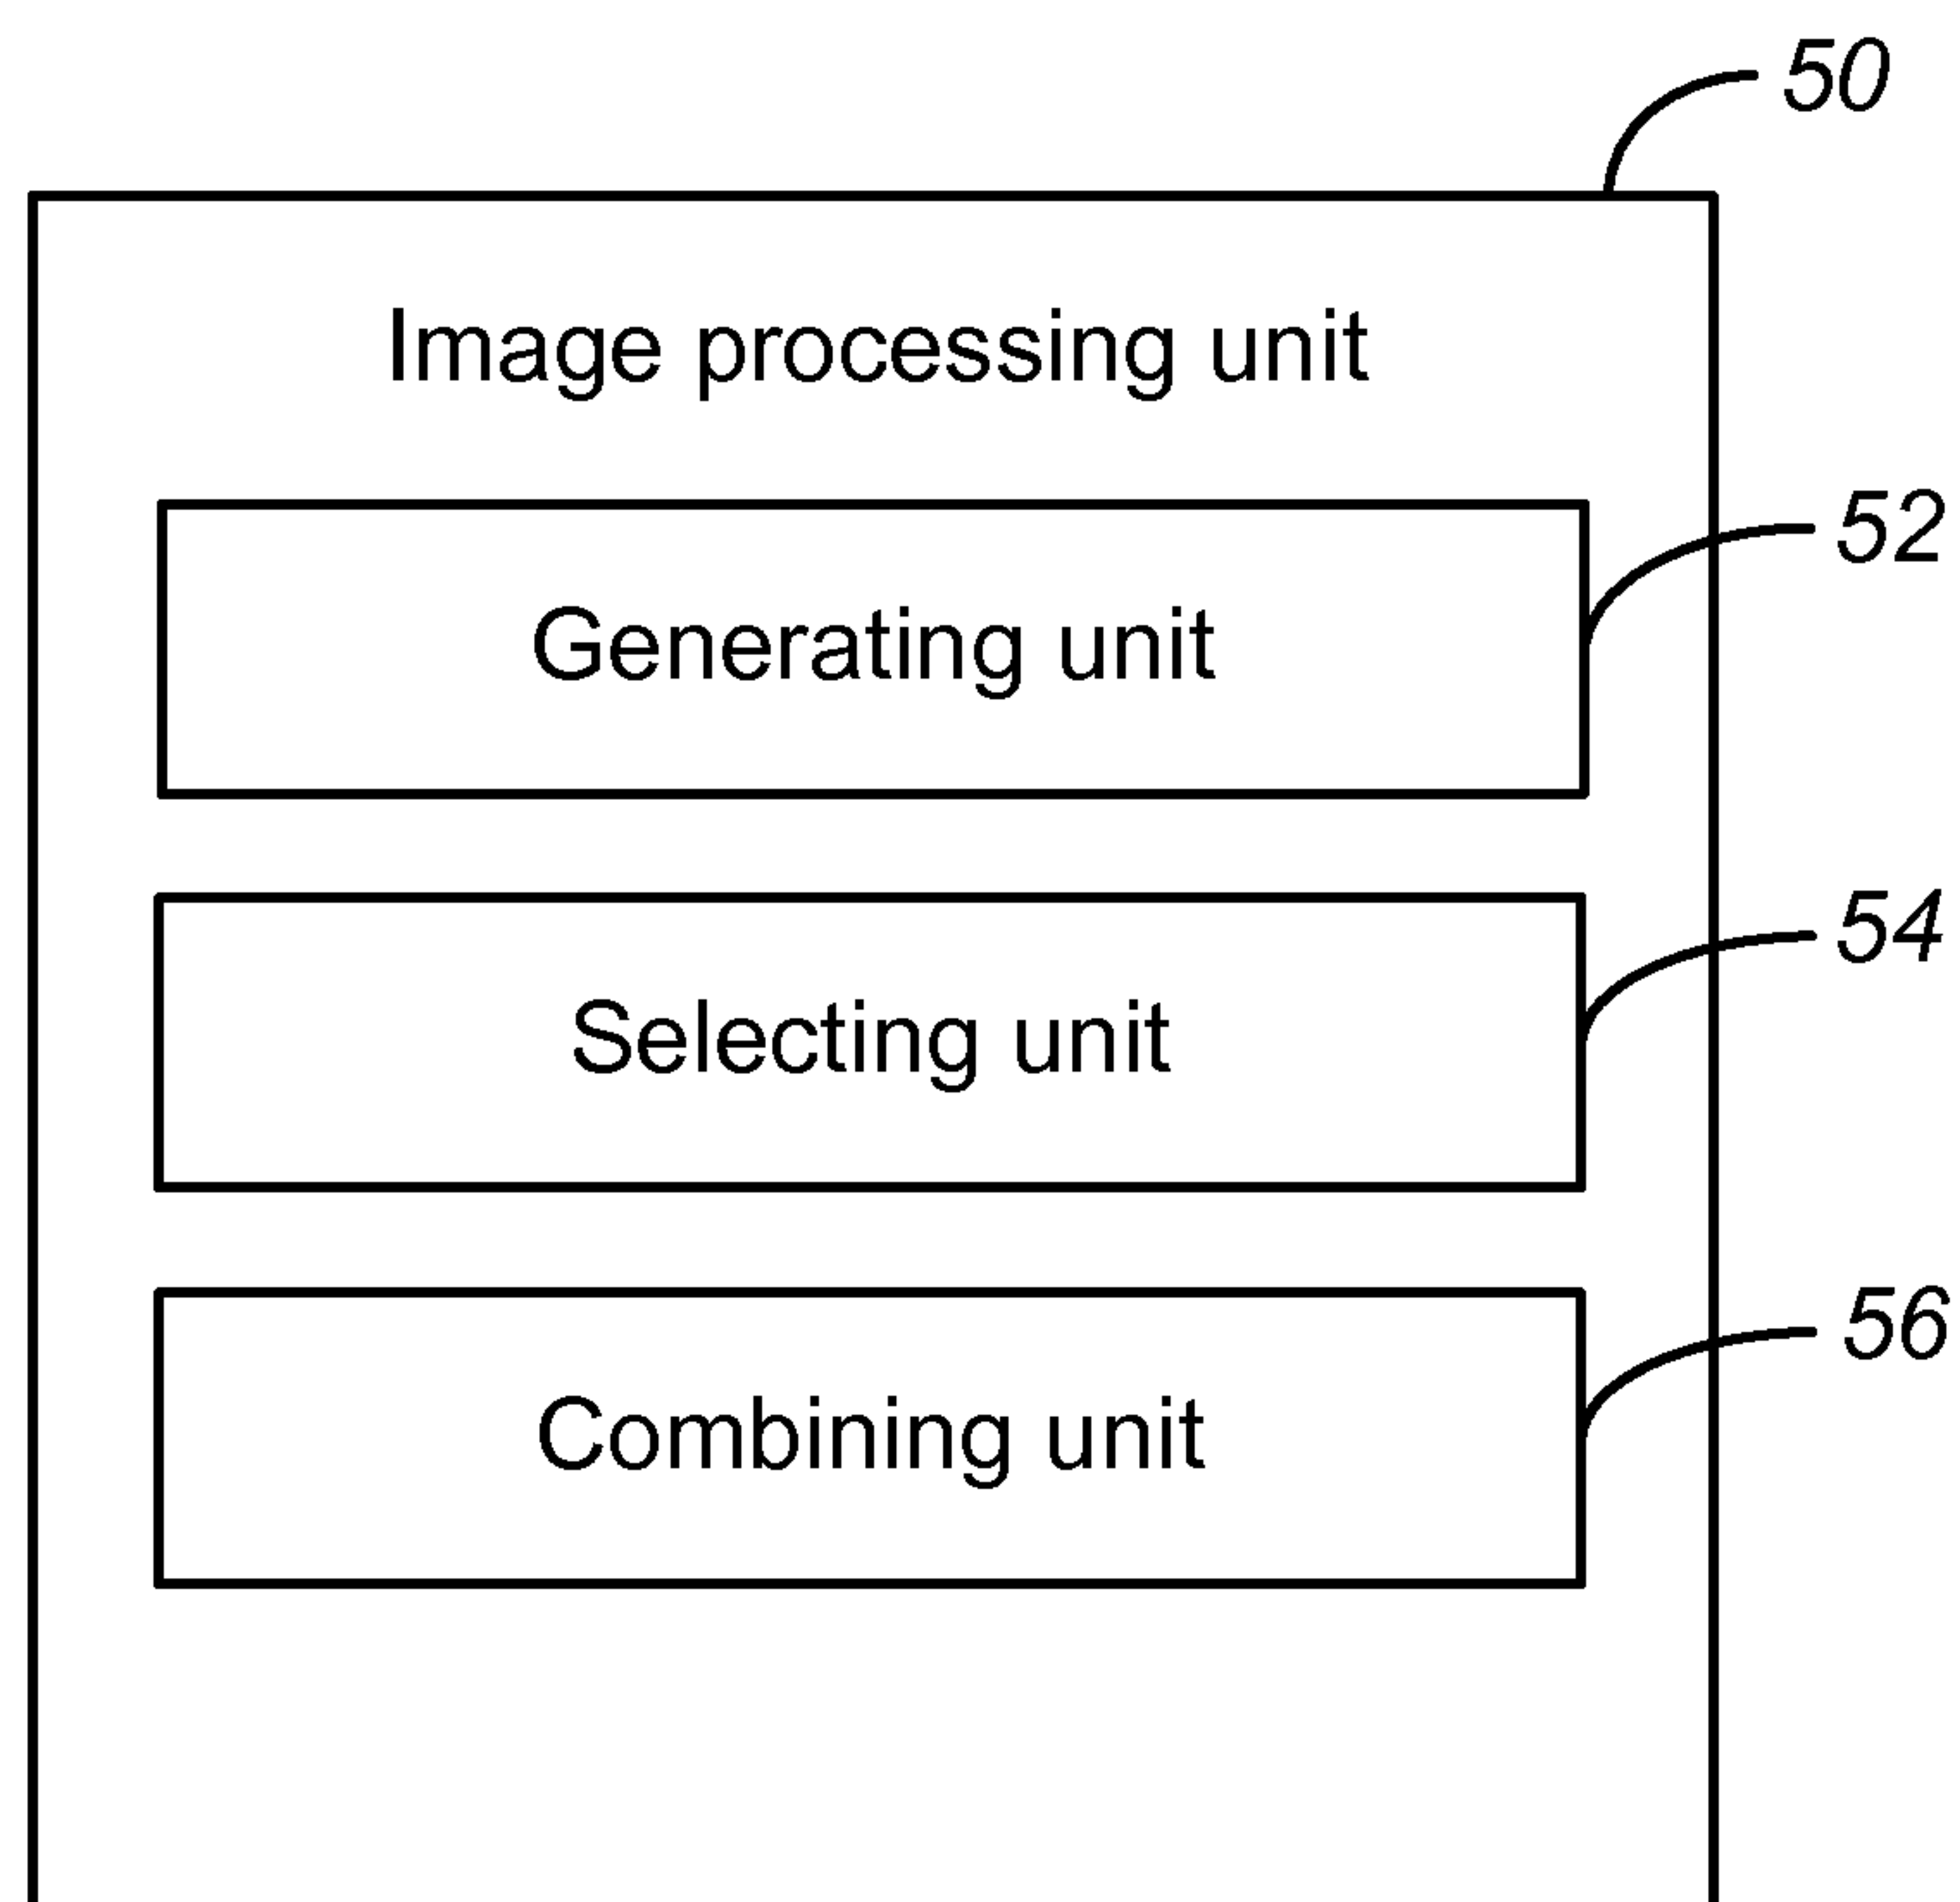 50
Image processing unit
52
Generating unit
54
Selecting unit
56
Combining unit